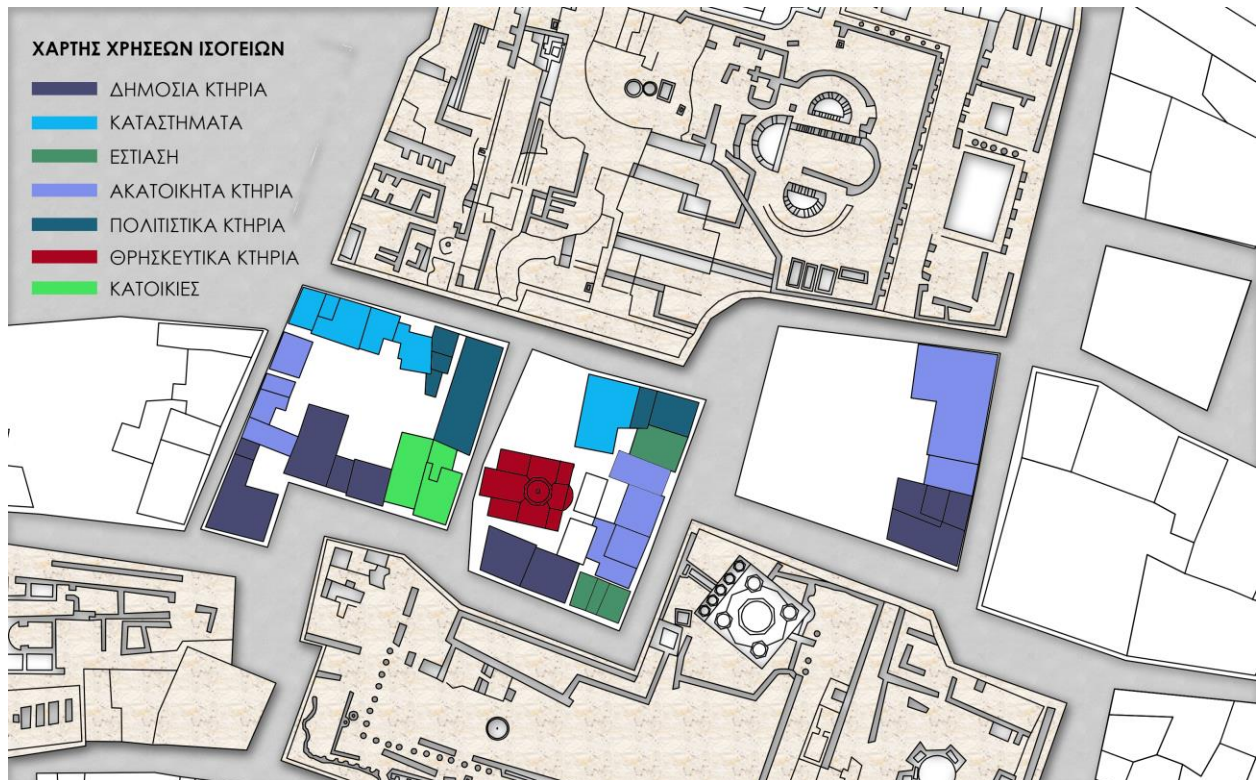 ΧΑΡΤΗΣ ΧΡΗΣΕΩΝ ΙΣΟΓΕΙΩΝ
ΔΗΜΟΣΙΑ ΚΤΗΡΙΑ
ΚΑΤΑΣΤΗΜΑΤΑ
ΕΣΤΙΑΣΗ
ΑΚΑΤΟΙΚΗΤΑ ΚΤΗΡΙΑ
ΠΟΛΙΤΙΣΤΙΚΑ ΚΤΗΡΙΑ
ΘΡΗΣΚΕΥΤΙΚΑ ΚΤΗΡΙΑ
ΚΑΤΟΙΚΙΕΣ